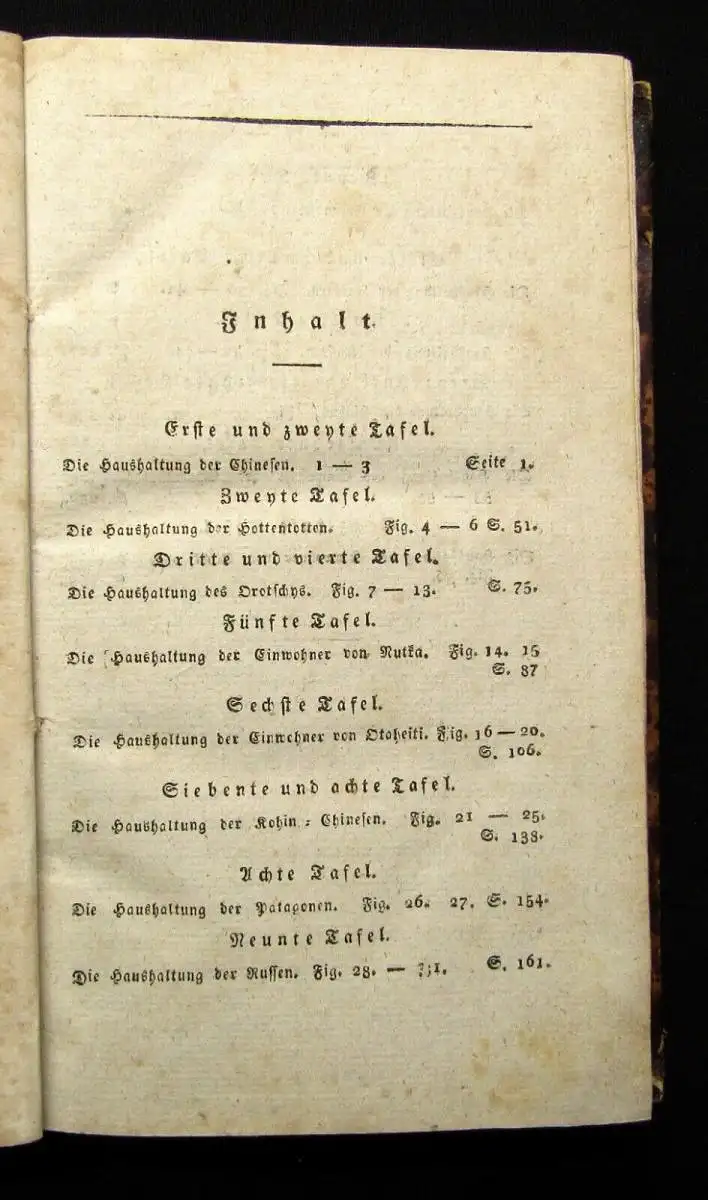 Inhalt.
Erste und zweyte Tafel.
Die Haushaltung der Chinesen. 1 — 3 Seite 1.
Zweyte Tafel.
Die Haushaltung der Hottentotten. Fig. 4 — 6 S. 51.
Dritte und vierte Tafel.
Die Haushaltung des Orotschys. Fig. 7 — 13. S. 75.
Fünfte Tafel.
Die Haushaltung der Einwohner von Nutka. Fig. 14. 15
S. 87
Sechste Tafel.
Die Haushaltung der Einwohner von Otaheiti. Fig. 16 — 20.
S. 106.
Siebente und achte Tafel.
Die Haushaltung der Kohin-Chinesen. Fig. 21 — 25.
S. 138.
Achte Tafel.
Die Haushaltung der Patagonen. Fig. 26. 27. S. 154.
Neunte Tafel.
Die Haushaltung der Russen. Fig. 28. — 31. S. 161.